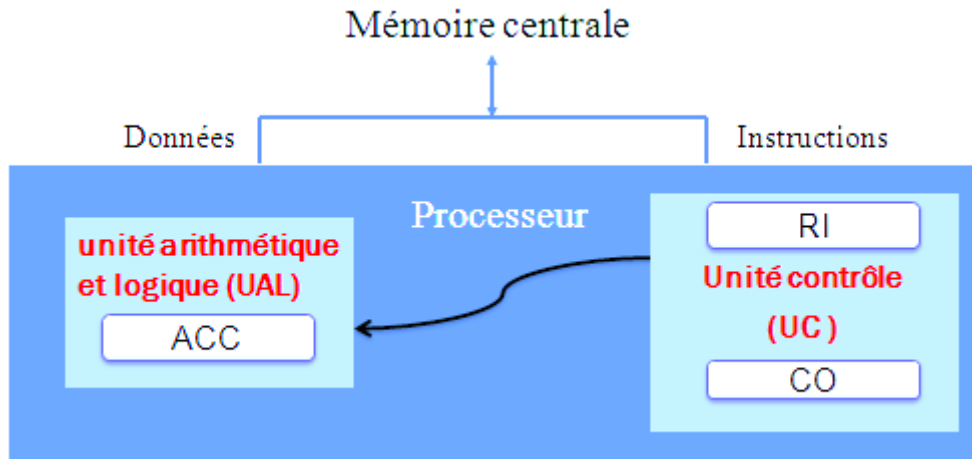 Mémoire centrale
Données
Instructions
Processeur
unité arithmétique
et logique (UAL)
ACC
RI
Unité contrôle
(UC )
CO